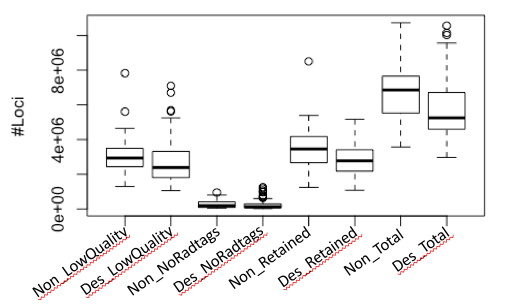 #Loci
8e+06
4e+06
0e+00
Non_LowQuality
Des_LowQuality
Non_NoRadtags
Des_NoRadtags
Non_Retained
Des_Retained
Non_Total
Des_Total